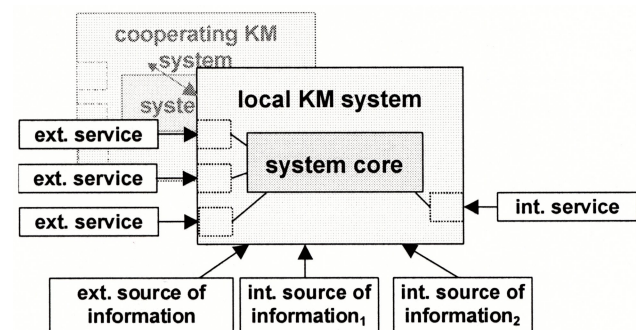 cooperating KM
system
local KM system
system core
ext. service
ext. service
ext. service
int. service
ext. source of
information
int. source of
information₁
int. source of
information₂